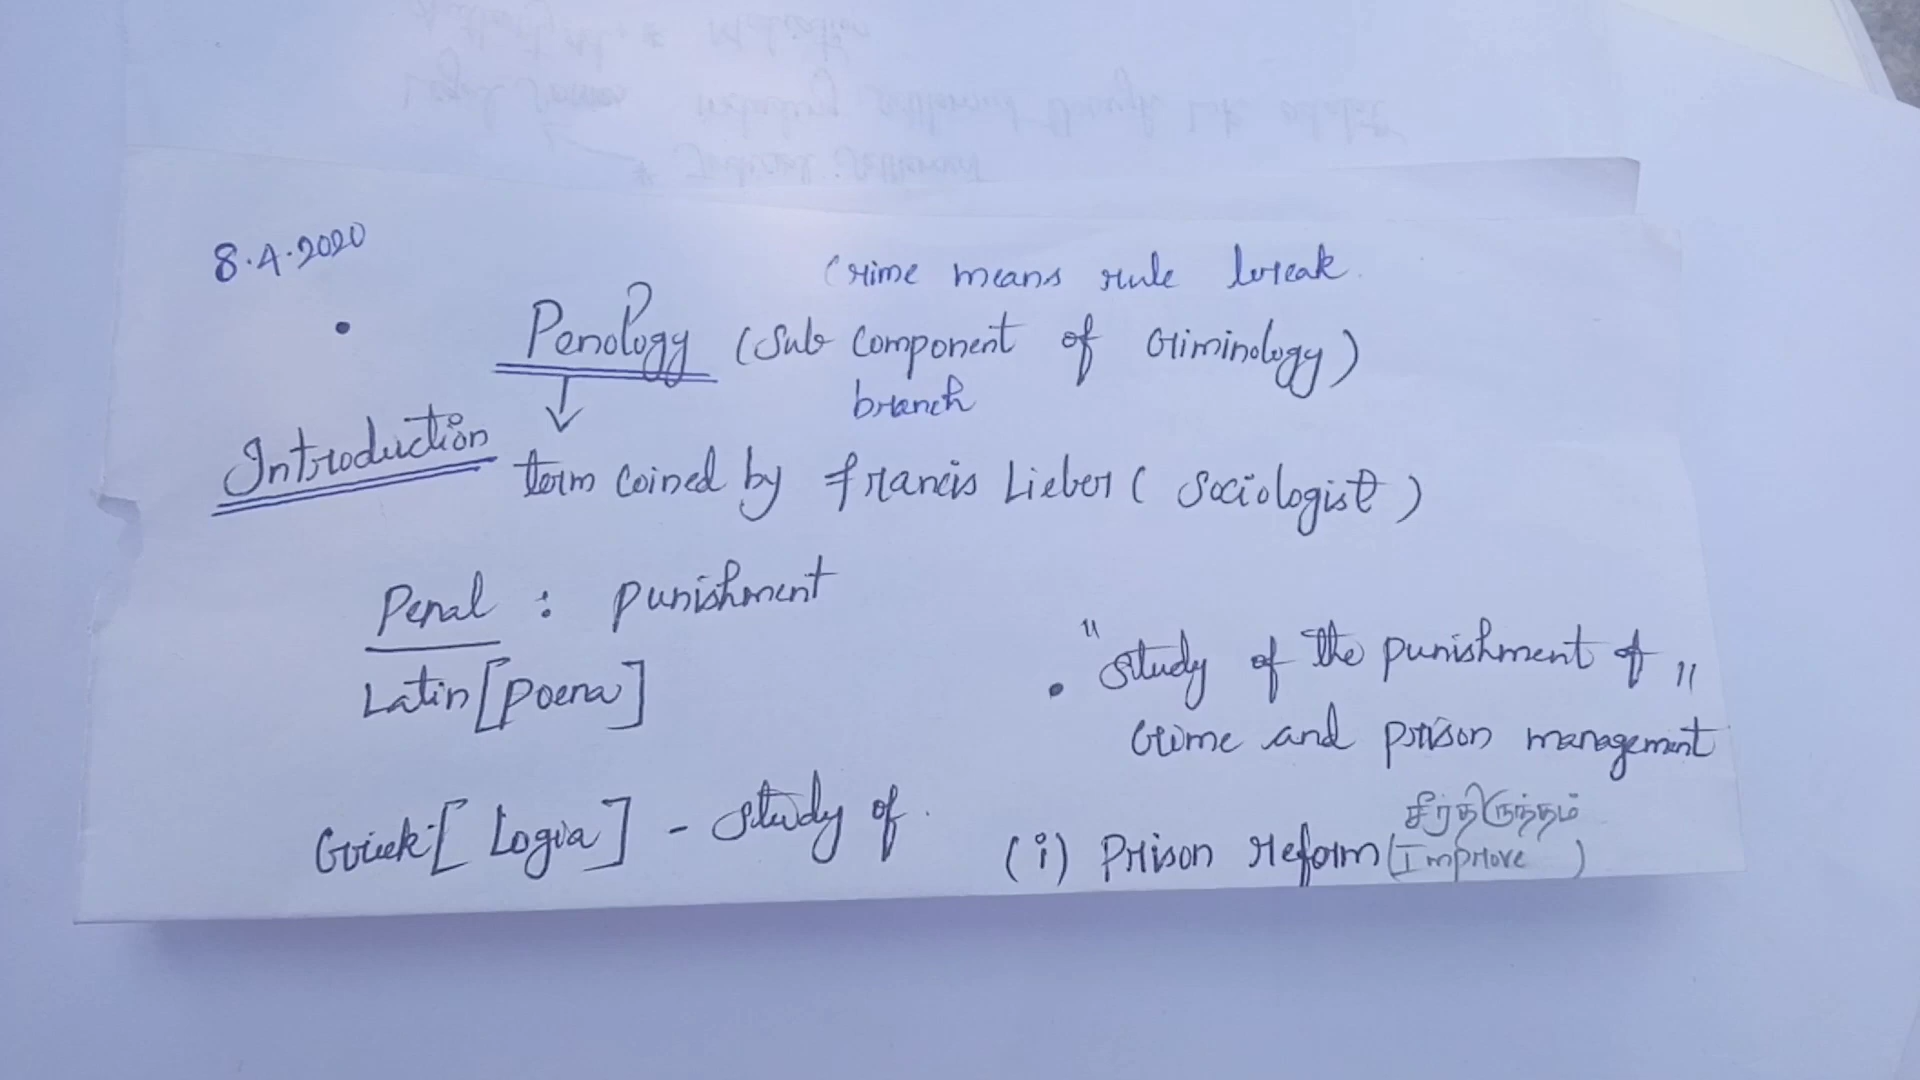 8.4.2020
Crime means rule break.
Penology (Sub Component of Criminology)
branch
Introduction
term coined by Francis Lieber (Sociologist)
Penal : Punishment
Latin [Poena]
Greek: [Logia] - study of.
"Study of the punishment of
Crime and prison management"
சீர்திருத்தம்
(i) Prison reform (Improve)